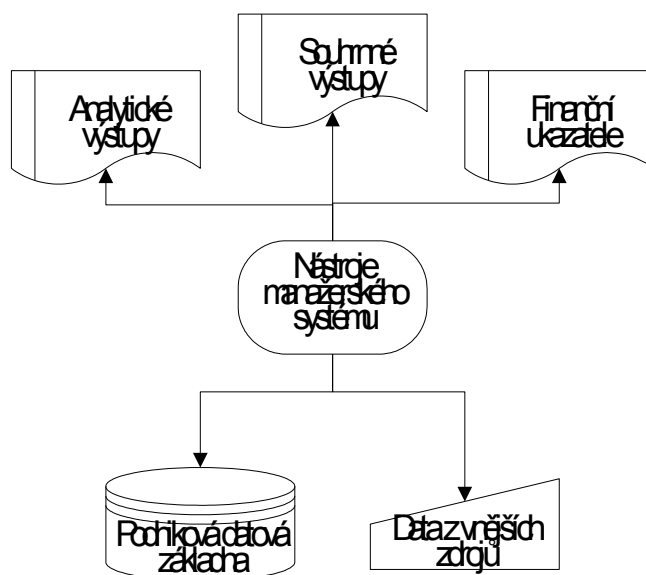 Souhrnné
výstupy
Analytické
výstupy
Finanční
ukazatele
Nástroje
manažerského
systému
Podniková datová
základna
Data z vnějších
zdrojů